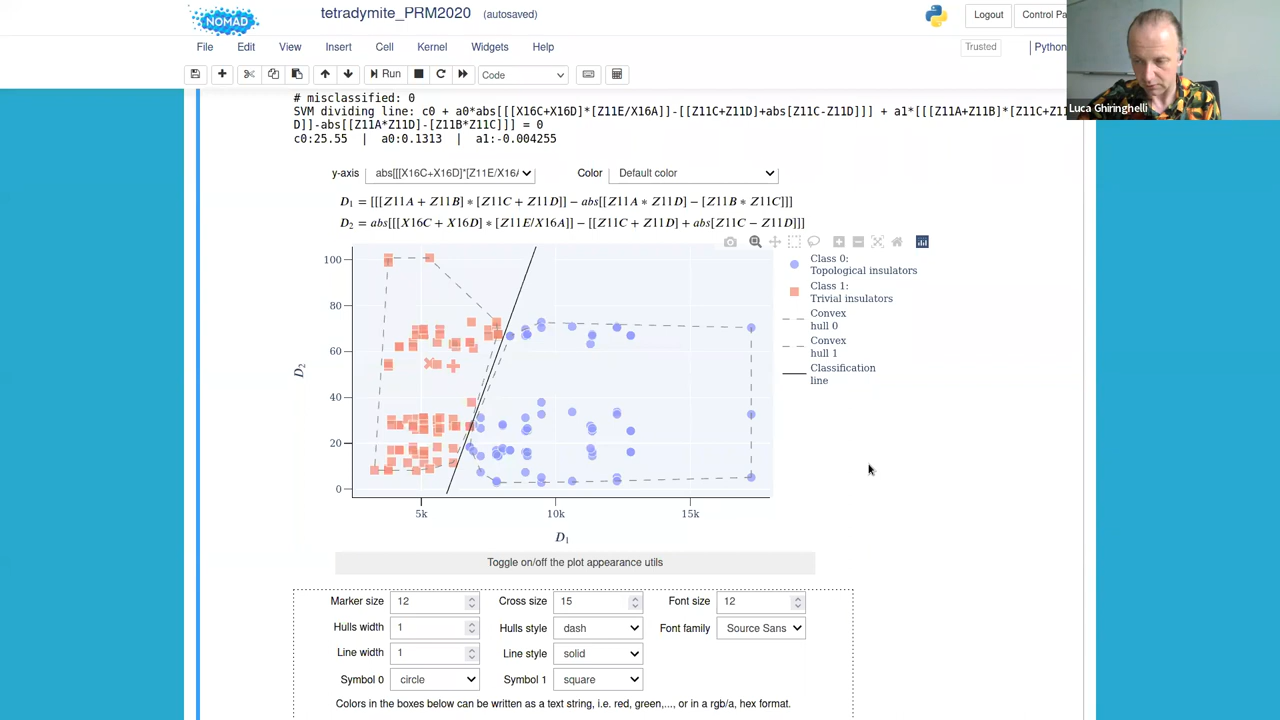 NOMAD
tetradymite_PRM2020 (autosaved)
Logout
Control Pa
File Edit View Insert Cell Kernel Widgets Help
Trusted
Python
Run
Code
Luca Ghiringhelli
# misclassified: 0
SVM dividing line: c0 + a0*abs[[[X16C+X16D]*[Z11E/X16A]]-[[Z11C+Z11D]+abs[Z11C-Z11D]]] + a1*[[[Z11A+Z11B]*[Z11C+Z11
D]]-abs[[Z11A*Z11D]-[Z11B*Z11C]]] = 0
c0:25.55 | a0:0.1313 | a1:-0.004255
y-axis abs[[[X16C+X16D]*[Z11E/X16A Color Default color
D1 = [[[Z11A + Z11B] * [Z11C + Z11D]] − abs[[Z11A * Z11D] − [Z11B * Z11C]]]
D2 = abs[[[X16C + X16D] * [Z11E/X16A]] − [[Z11C + Z11D] + abs[Z11C − Z11D]]]
100
80
60
40
20
0
D2
5k 10k 15k
D1
Class 0:
Topological insulators
Class 1:
Trivial insulators
Convex
hull 0
Convex
hull 1
Classification
line
Toggle on/off the plot appearance utils
Marker size 12 Cross size 15 Font size 12
Hulls width 1 Hulls style dash Font family Source Sans
Line width 1 Line style solid
Symbol 0 circle Symbol 1 square
Colors in the boxes below can be written as a text string, i.e. red, green,..., or in a rgb/a, hex format.